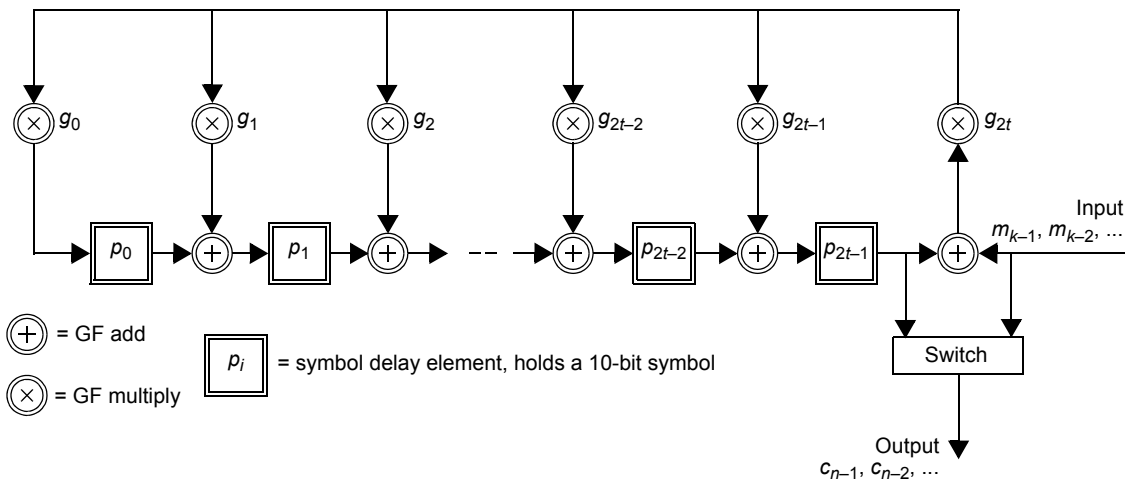 g0 g1 g2 g2t–2 g2t–1 g2t
Input
mk–1, mk–2, ...
p0 p1 p2t–2 p2t–1
= GF add
pi = symbol delay element, holds a 10-bit symbol
Switch
= GF multiply
Output
cn–1, cn–2, ...